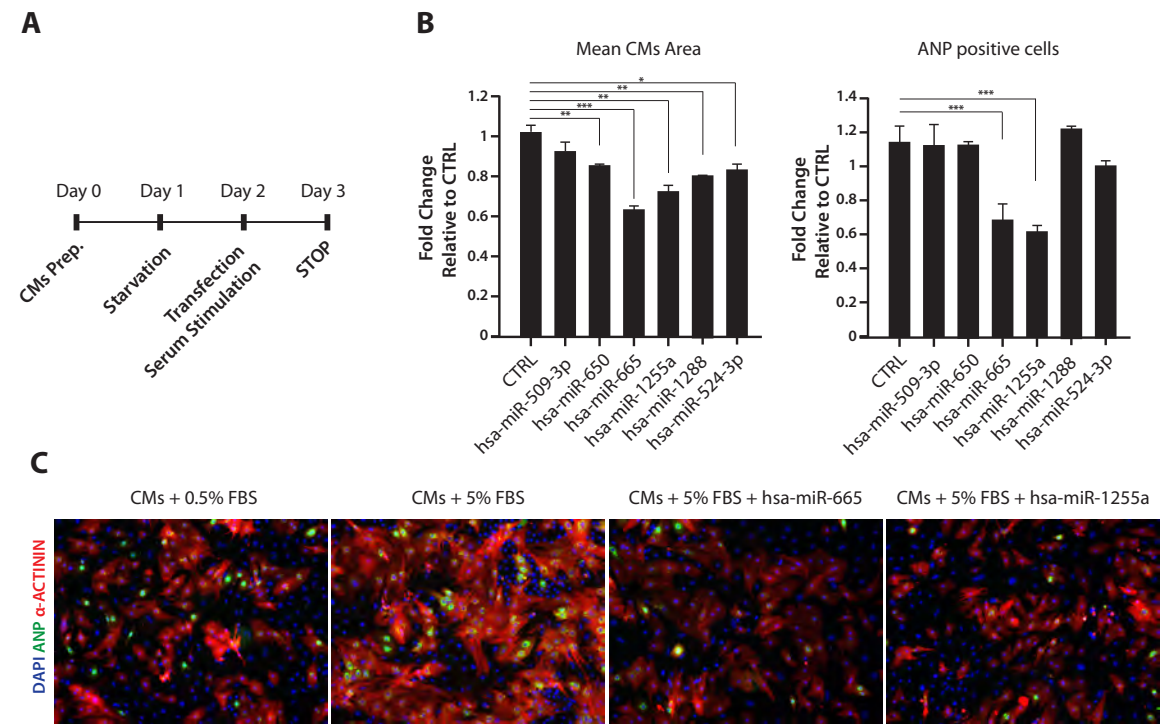 A
Day 0 Day 1 Day 2 Day 3
CMs Prep.
Starvation
Transfection
Serum Stimulation
STOP
B
Mean CMs Area
Fold Change
Relative to CTRL
1.2
1
0.8
0.6
0.4
0.2
0
*
**
**
***
**
CTRL
hsa-miR-509-3p
hsa-miR-650
hsa-miR-665
hsa-miR-1255a
hsa-miR-1288
hsa-miR-524-3p
ANP positive cells
Fold Change
Relative to CTRL
1.4
1.2
1
0.8
0.6
0.4
0.2
0
***
***
CTRL
hsa-miR-509-3p
hsa-miR-650
hsa-miR-665
hsa-miR-1255a
hsa-miR-1288
hsa-miR-524-3p
C
CMs + 0.5% FBS
CMs + 5% FBS
CMs + 5% FBS + hsa-miR-665
CMs + 5% FBS + hsa-miR-1255a
DAPI ANP α-ACTININ